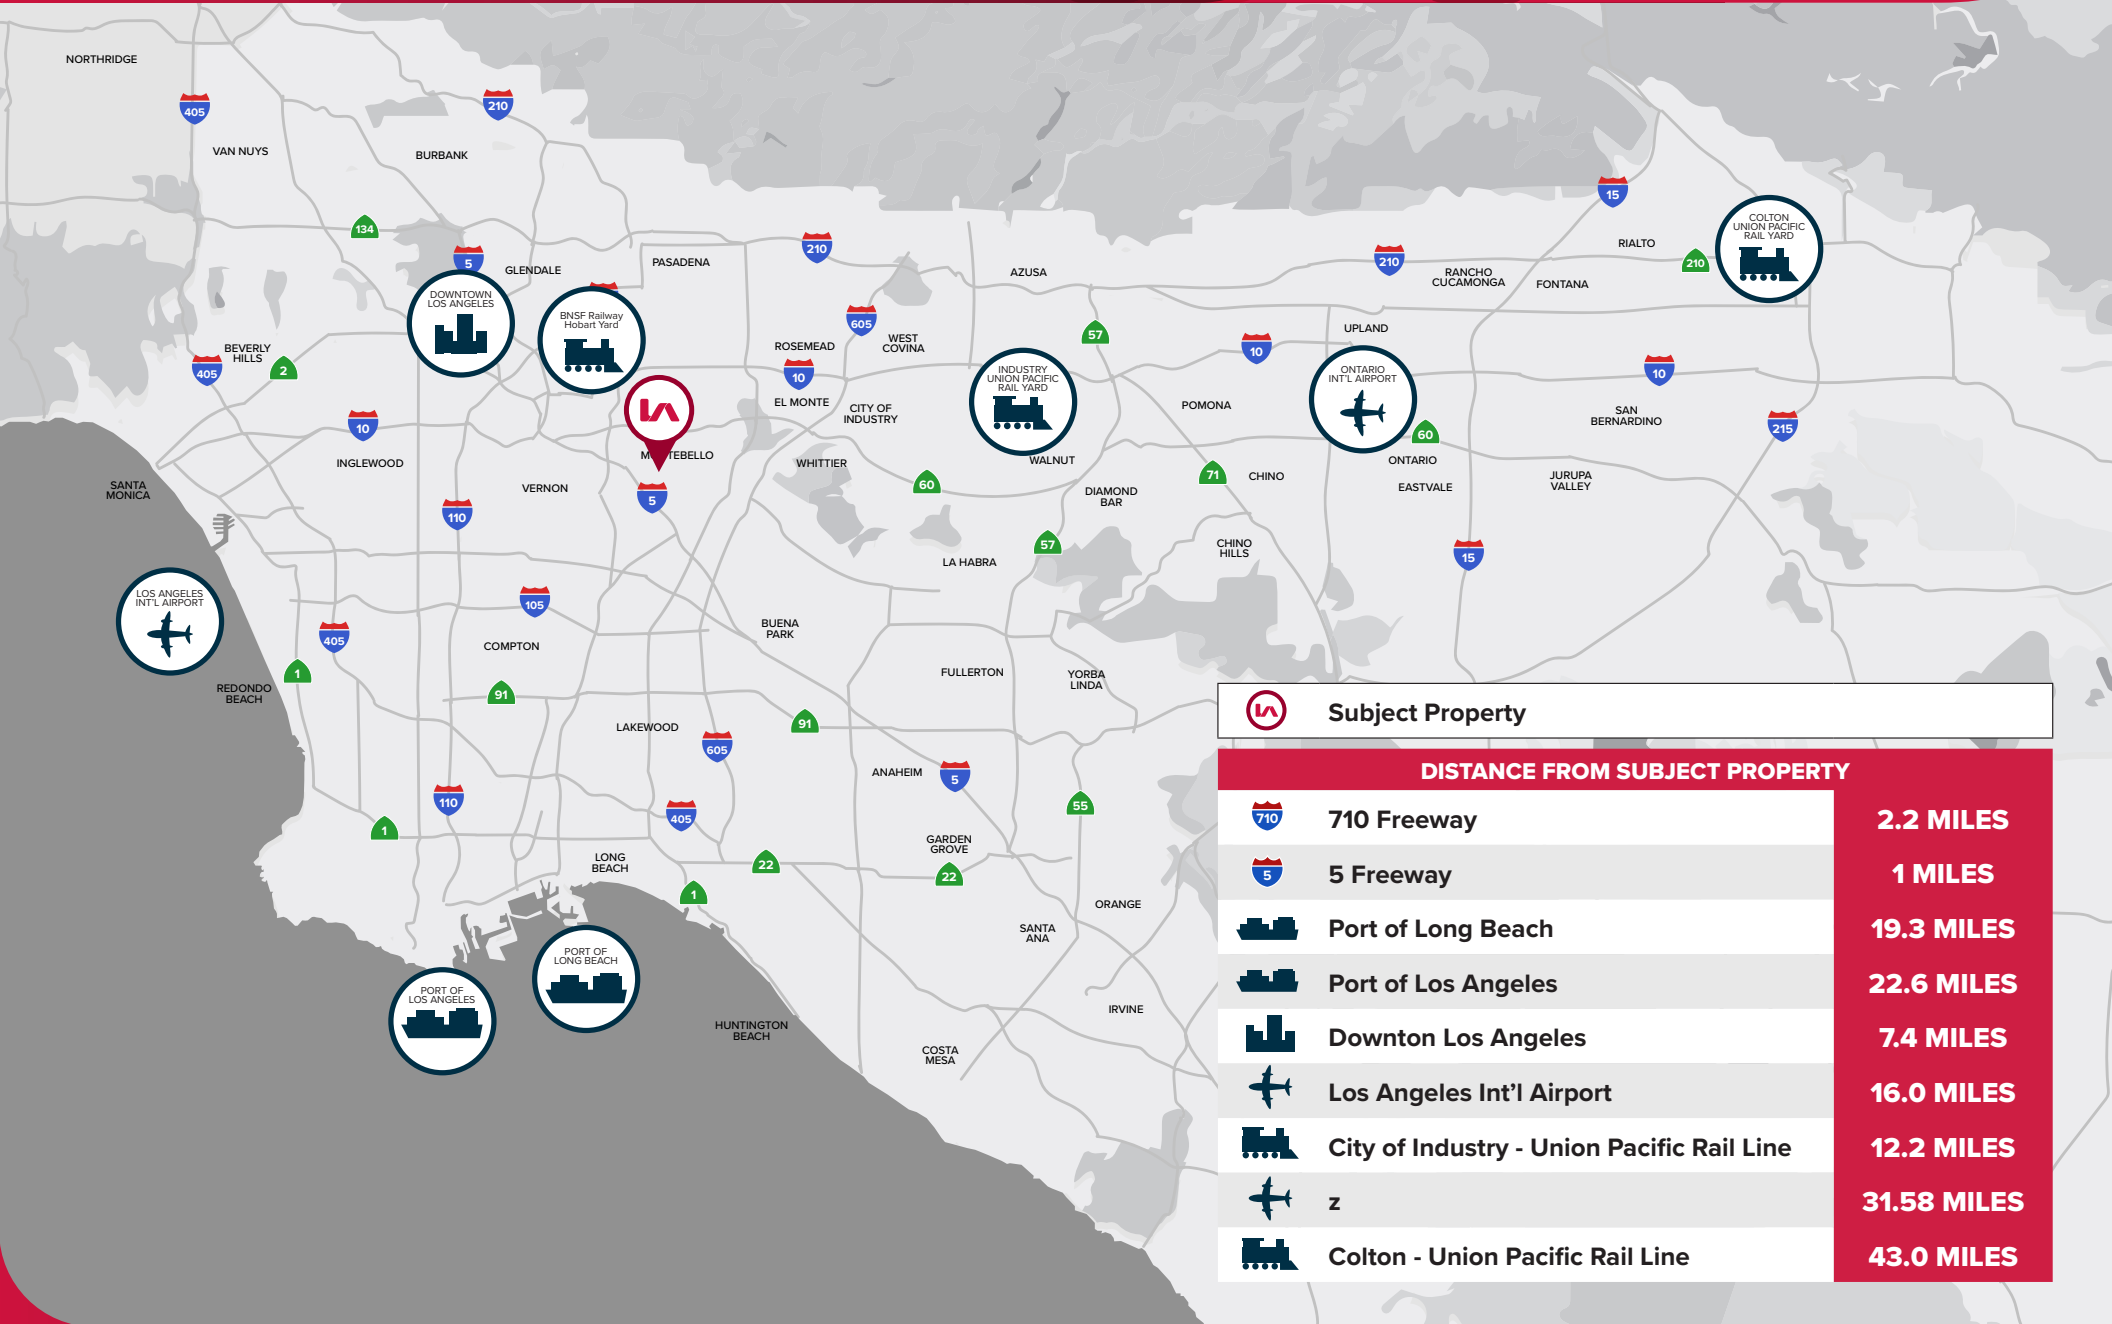 NORTHRIDGE
405
210
VAN NUYS
BURBANK
15
134
COLTON
UNION PACIFIC
RAIL YARD
5
GLENDALE
PASADENA
210
AZUSA
210
RANCHO
CUCAMONGA
FONTANA
RIALTO
210
DOWNTOWN
LOS ANGELES
BNSF Railway
Hobart Yard
605
WEST
COVINA
57
UPLAND
BEVERLY
HILLS
405
2
ROSEMEAD
10
10
10
INDUSTRY
UNION PACIFIC
RAIL YARD
ONTARIO
INT'L AIRPORT
EL MONTE
CITY OF
INDUSTRY
POMONA
SAN
BERNARDINO
215
10
60
INGLEWOOD
TEBELLO
WHITTIER
WALNUT
ONTARIO
SANTA
MONICA
VERNON
5
60
DIAMOND
BAR
71
CHINO
EASTVALE
JURUPA
VALLEY
110
57
CHINO
HILLS
15
LA HABRA
LOS ANGELES
INT'L AIRPORT
105
405
COMPTON
BUENA
PARK
1
REDONDO
BEACH
91
FULLERTON
YORBA
LINDA
LAKEWOOD
91
605
ANAHEIM
5
110
405
55
1
GARDEN
GROVE
LONG
BEACH
22
22
1
ORANGE
SANTA
ANA
PORT OF
LONG BEACH
PORT OF
LOS ANGELES
IRVINE
HUNTINGTON
BEACH
COSTA
MESA
Subject Property
DISTANCE FROM SUBJECT PROPERTY
710 710 Freeway 2.2 MILES
5 5 Freeway 1 MILES
Port of Long Beach 19.3 MILES
Port of Los Angeles 22.6 MILES
Downton Los Angeles 7.4 MILES
Los Angeles Int'l Airport 16.0 MILES
City of Industry - Union Pacific Rail Line 12.2 MILES
z 31.58 MILES
Colton - Union Pacific Rail Line 43.0 MILES